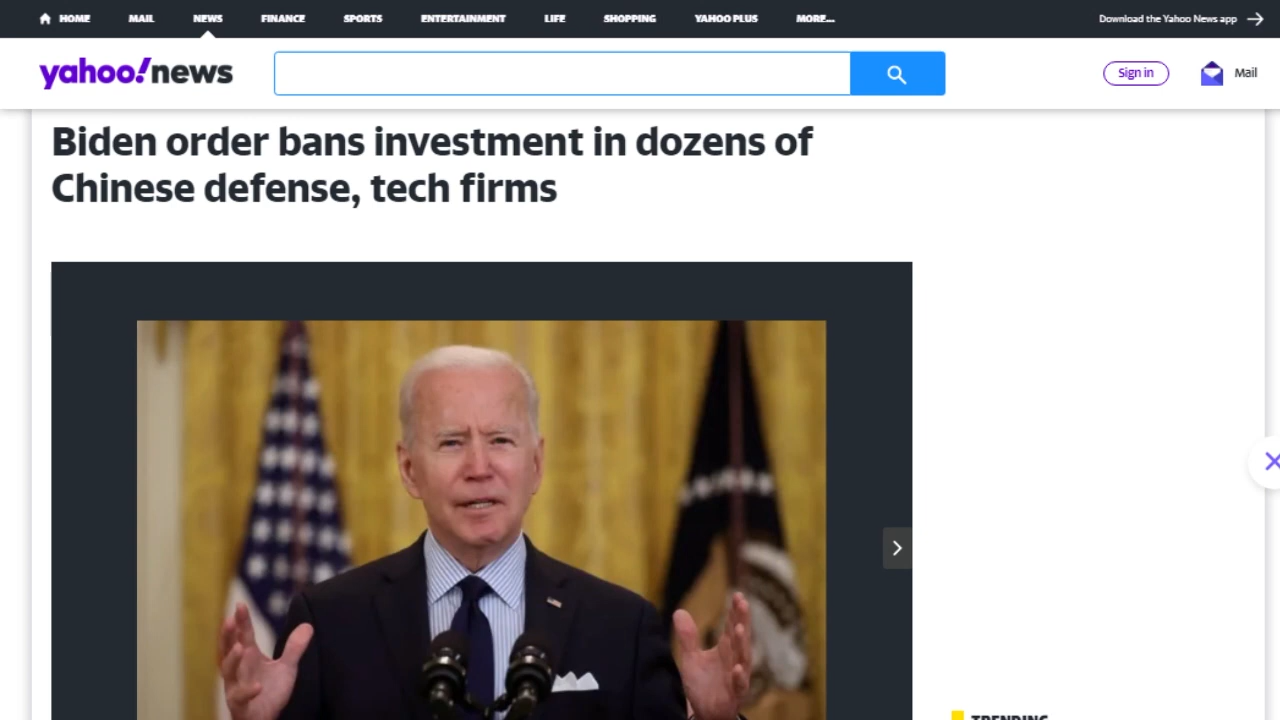 HOME MAIL NEWS FINANCE SPORTS ENTERTAINMENT LIFE SHOPPING YAHOO PLUS MORE... Download the Yahoo News app
yahoo!news
Sign in
Mail
Biden order bans investment in dozens of
Chinese defense, tech firms
TRENDING